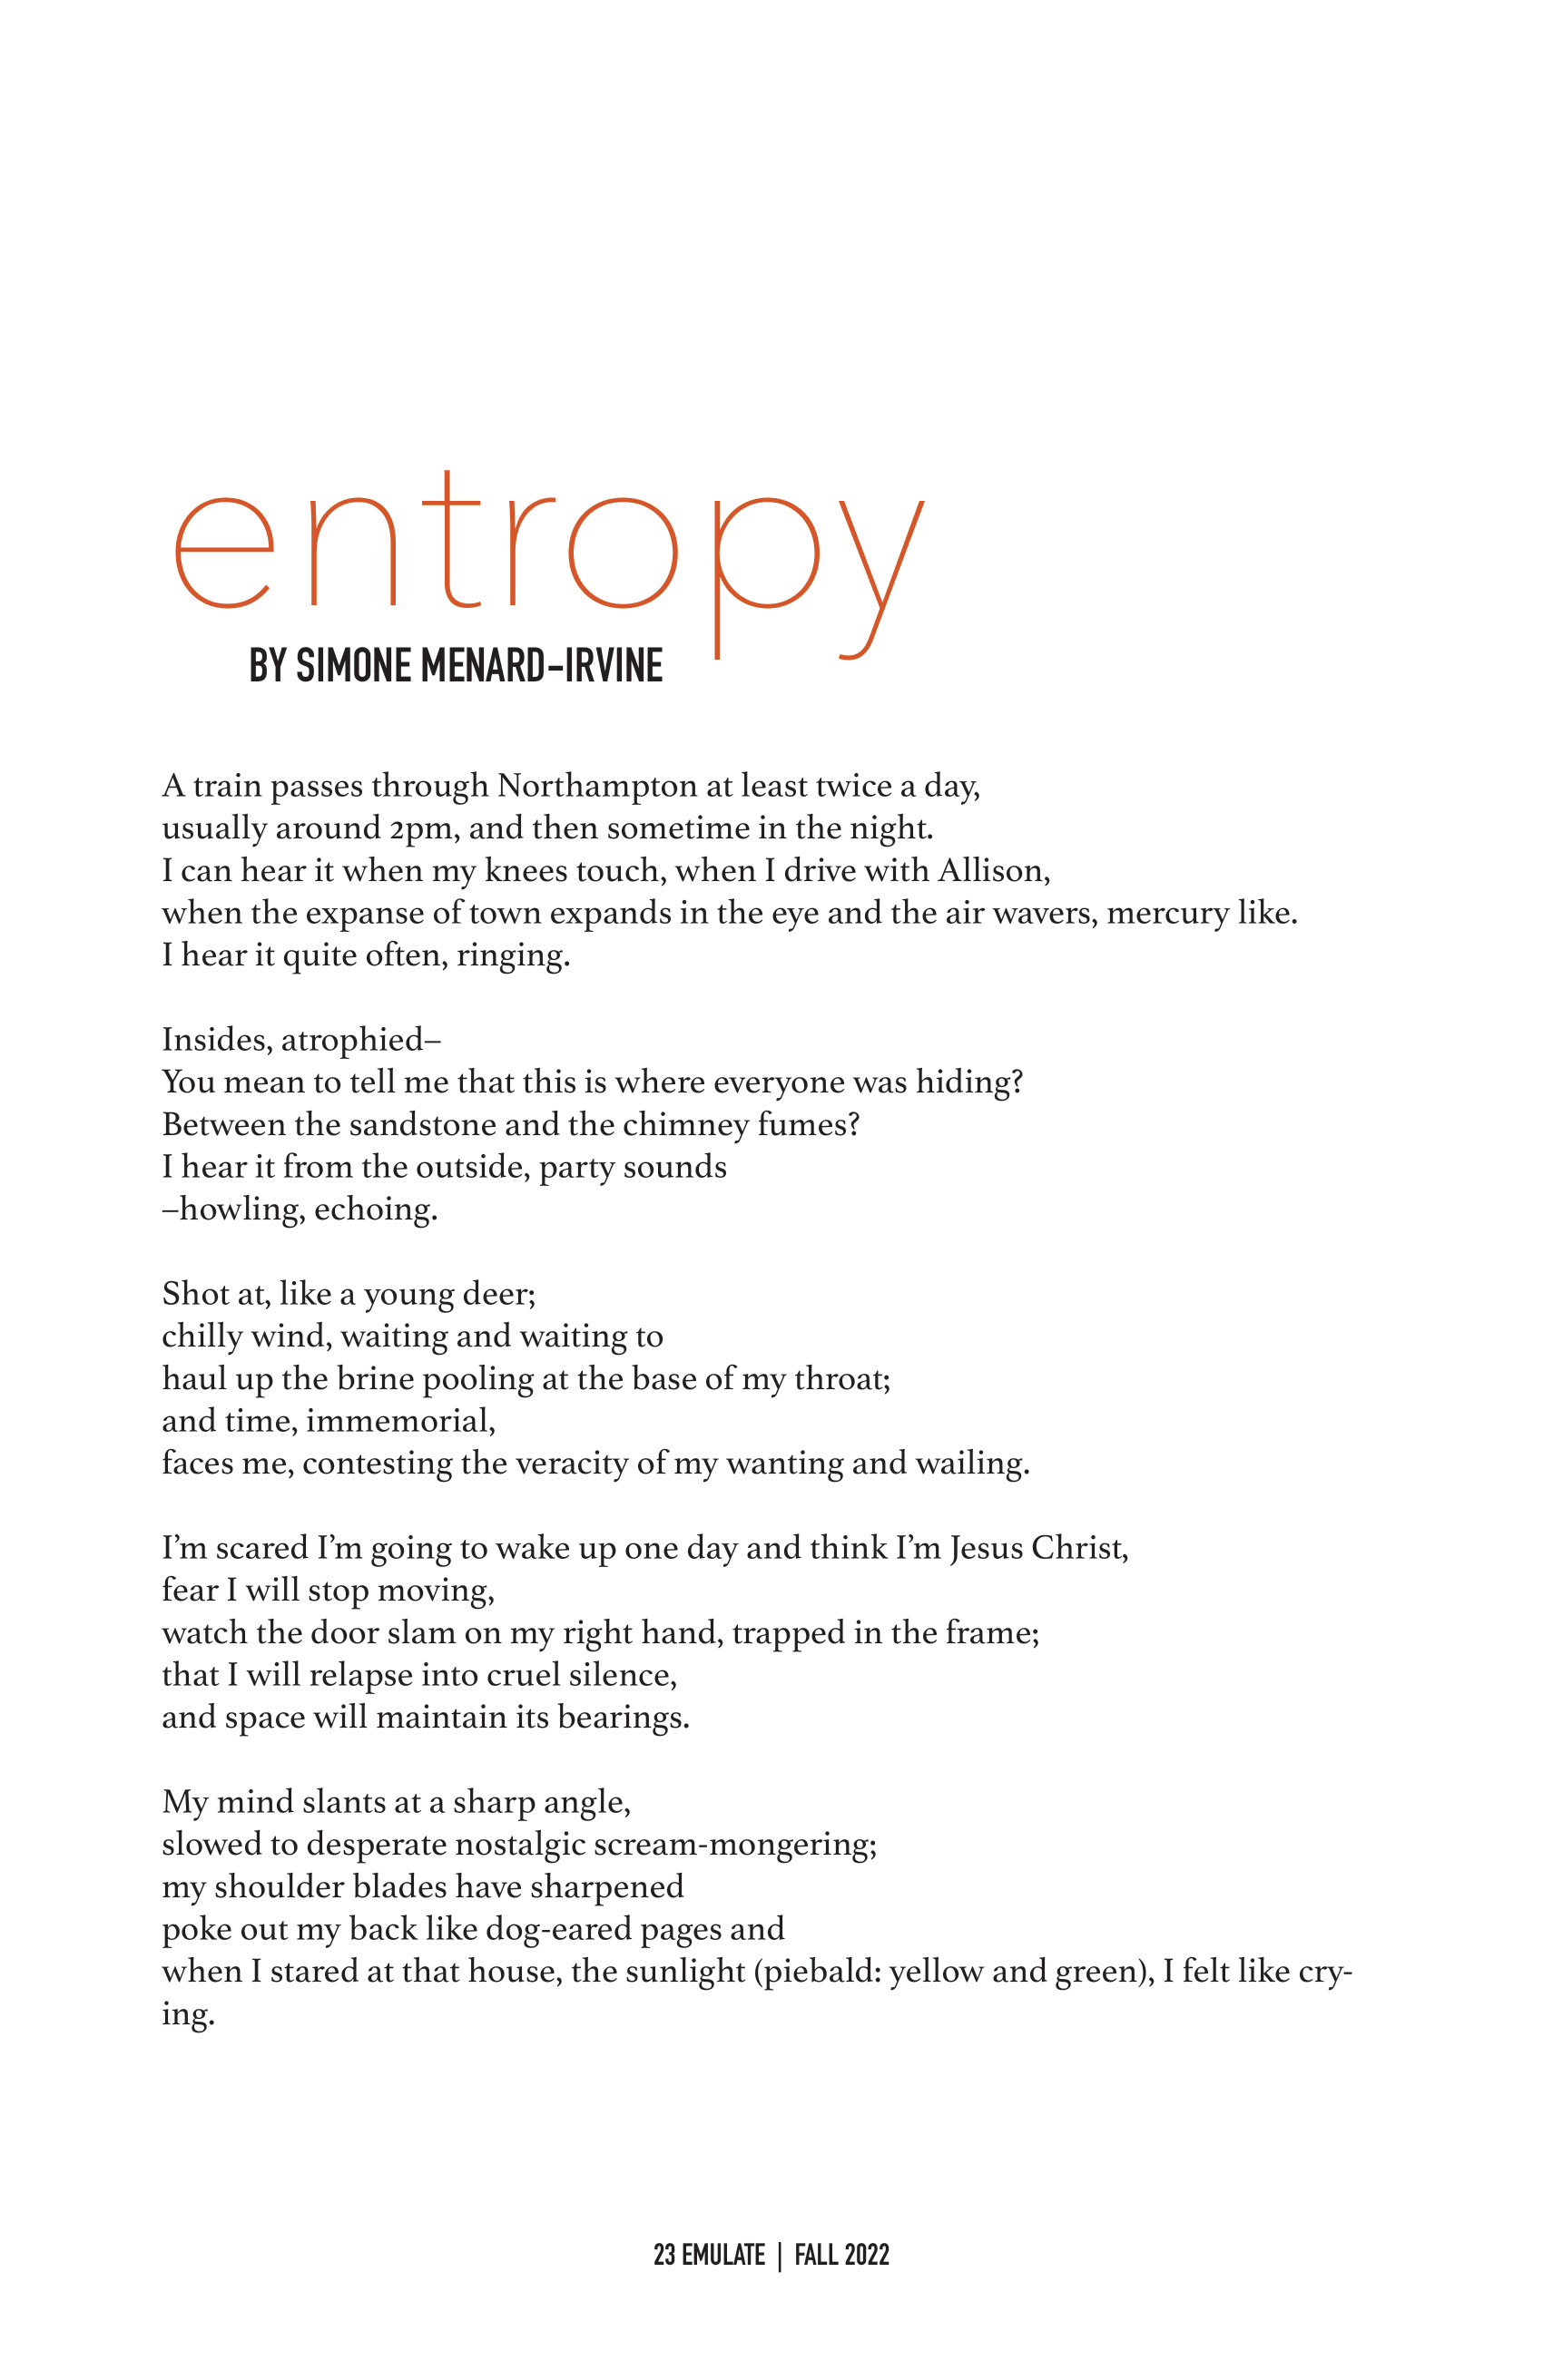 entropy
BY SIMONE MENARD-IRVINE
A train passes through Northampton at least twice a day,
usually around 2pm, and then sometime in the night.
I can hear it when my knees touch, when I drive with Allison,
when the expanse of town expands in the eye and the air wavers, mercury like.
I hear it quite often, ringing.

Insides, atrophied–
You mean to tell me that this is where everyone was hiding?
Between the sandstone and the chimney fumes?
I hear it from the outside, party sounds
–howling, echoing.

Shot at, like a young deer;
chilly wind, waiting and waiting to
haul up the brine pooling at the base of my throat;
and time, immemorial,
faces me, contesting the veracity of my wanting and wailing.

I’m scared I’m going to wake up one day and think I’m Jesus Christ,
fear I will stop moving,
watch the door slam on my right hand, trapped in the frame;
that I will relapse into cruel silence,
and space will maintain its bearings.

My mind slants at a sharp angle,
slowed to desperate nostalgic scream-mongering;
my shoulder blades have sharpened
poke out my back like dog-eared pages and
when I stared at that house, the sunlight (piebald: yellow and green), I felt like cry-
ing.

23 EMULATE | FALL 2022